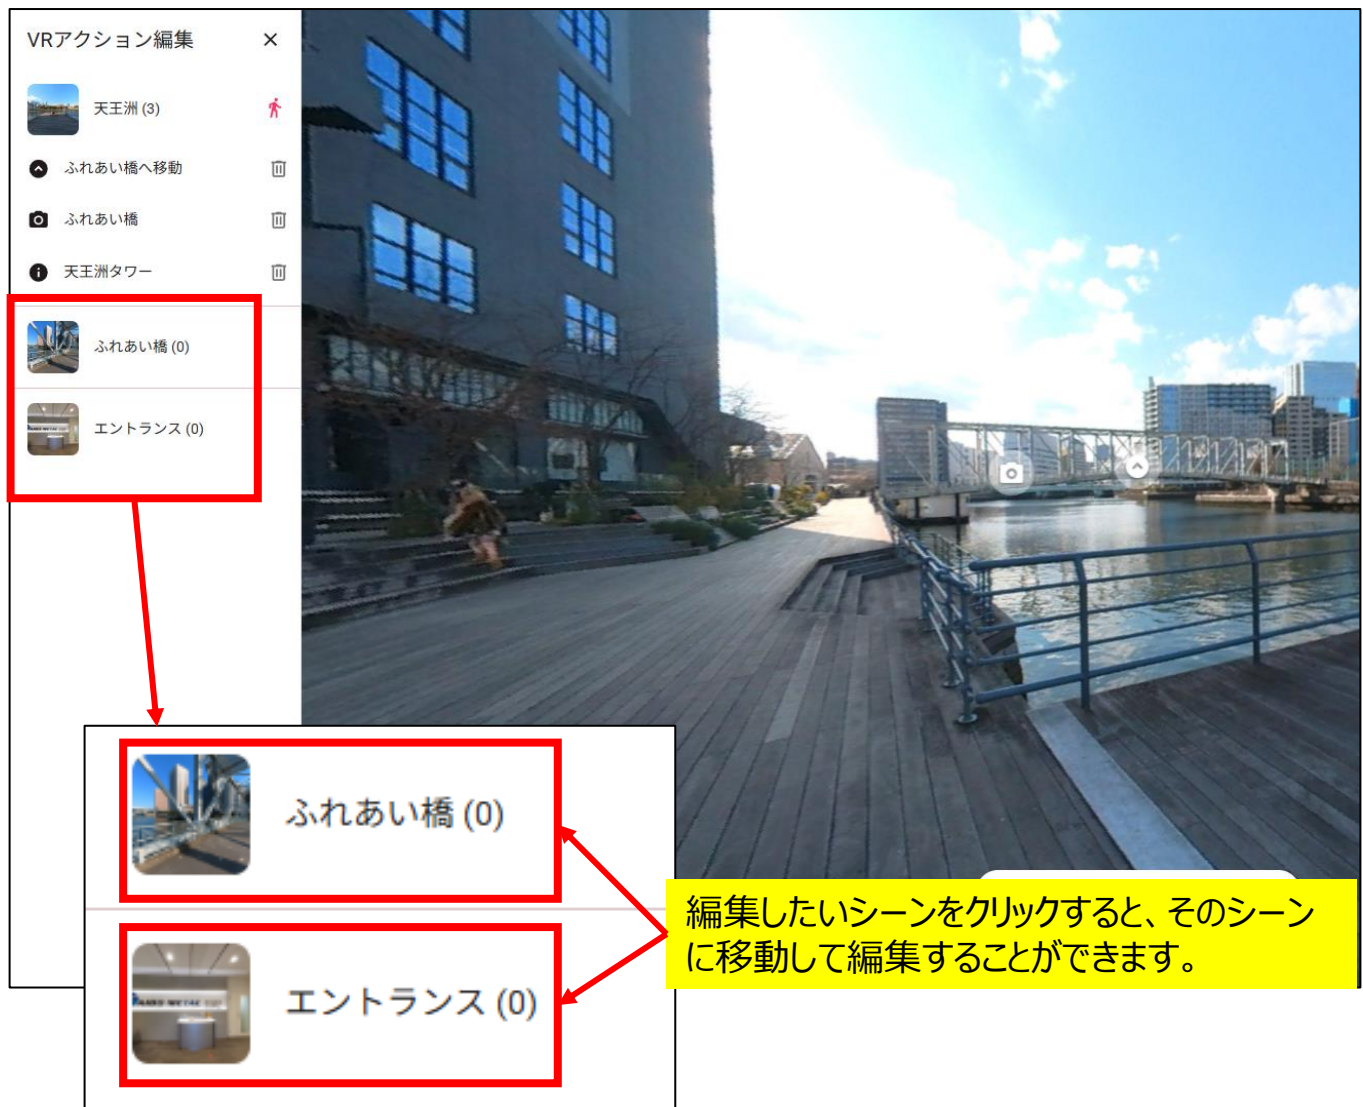 VRアクション編集
天王洲 (3)
ふれあい橋へ移動
ふれあい橋
天王洲タワー
ふれあい橋 (0)
エントランス (0)
ふれあい橋 (0)
エントランス (0)
編集したいシーンをクリックすると、そのシーン
に移動して編集することができます。